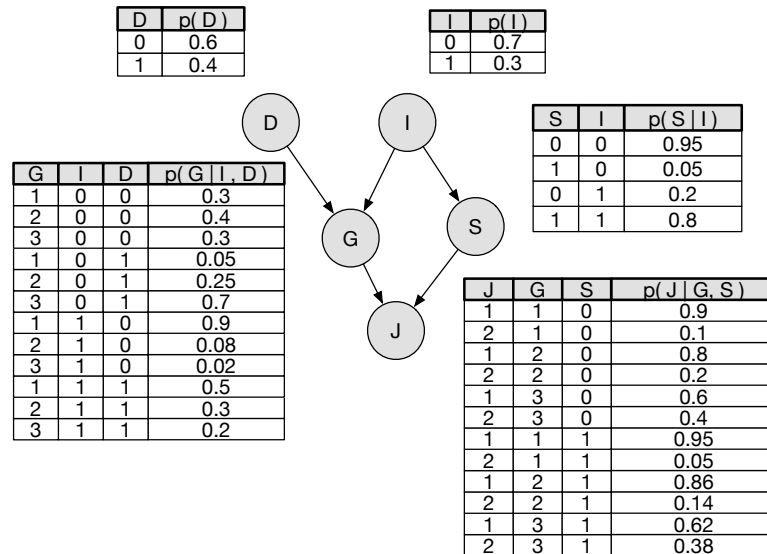 D p( D )
0 0.6
1 0.4
I p( I )
0 0.7
1 0.3
D
I
S I p( S | I )
0 0 0.95
1 0 0.05
0 1 0.2
1 1 0.8
G I D p( G | I , D )
1 0 0 0.3
2 0 0 0.4
3 0 0 0.3
1 0 1 0.05
2 0 1 0.25
3 0 1 0.7
1 1 0 0.9
2 1 0 0.08
3 1 0 0.02
1 1 1 0.5
2 1 1 0.3
3 1 1 0.2
G
S
J
J G S p( J | G, S )
1 1 0 0.9
2 1 0 0.1
1 2 0 0.8
2 2 0 0.2
1 3 0 0.6
2 3 0 0.4
1 1 1 0.95
2 1 1 0.05
1 2 1 0.86
2 2 1 0.14
1 3 1 0.62
2 3 1 0.38